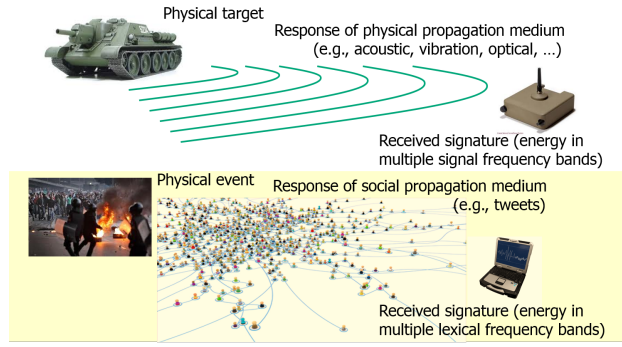 Physical target
Response of physical propagation medium
(e.g., acoustic, vibration, optical, …)
Received signature (energy in
multiple signal frequency bands)
Physical event
Response of social propagation medium
(e.g., tweets)
Received signature (energy in
multiple lexical frequency bands)